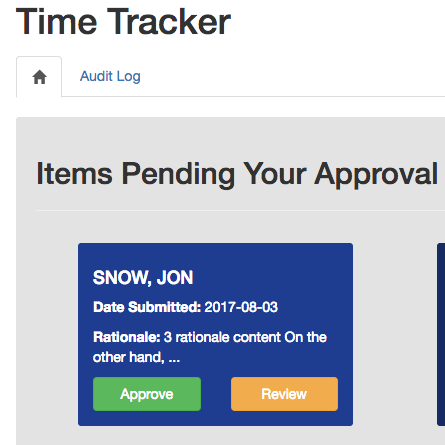 Time Tracker
Audit Log
Items Pending Your Approval
SNOW, JON
Date Submitted: 2017-08-03
Rationale: 3 rationale content On the
other hand, ...
Approve Review